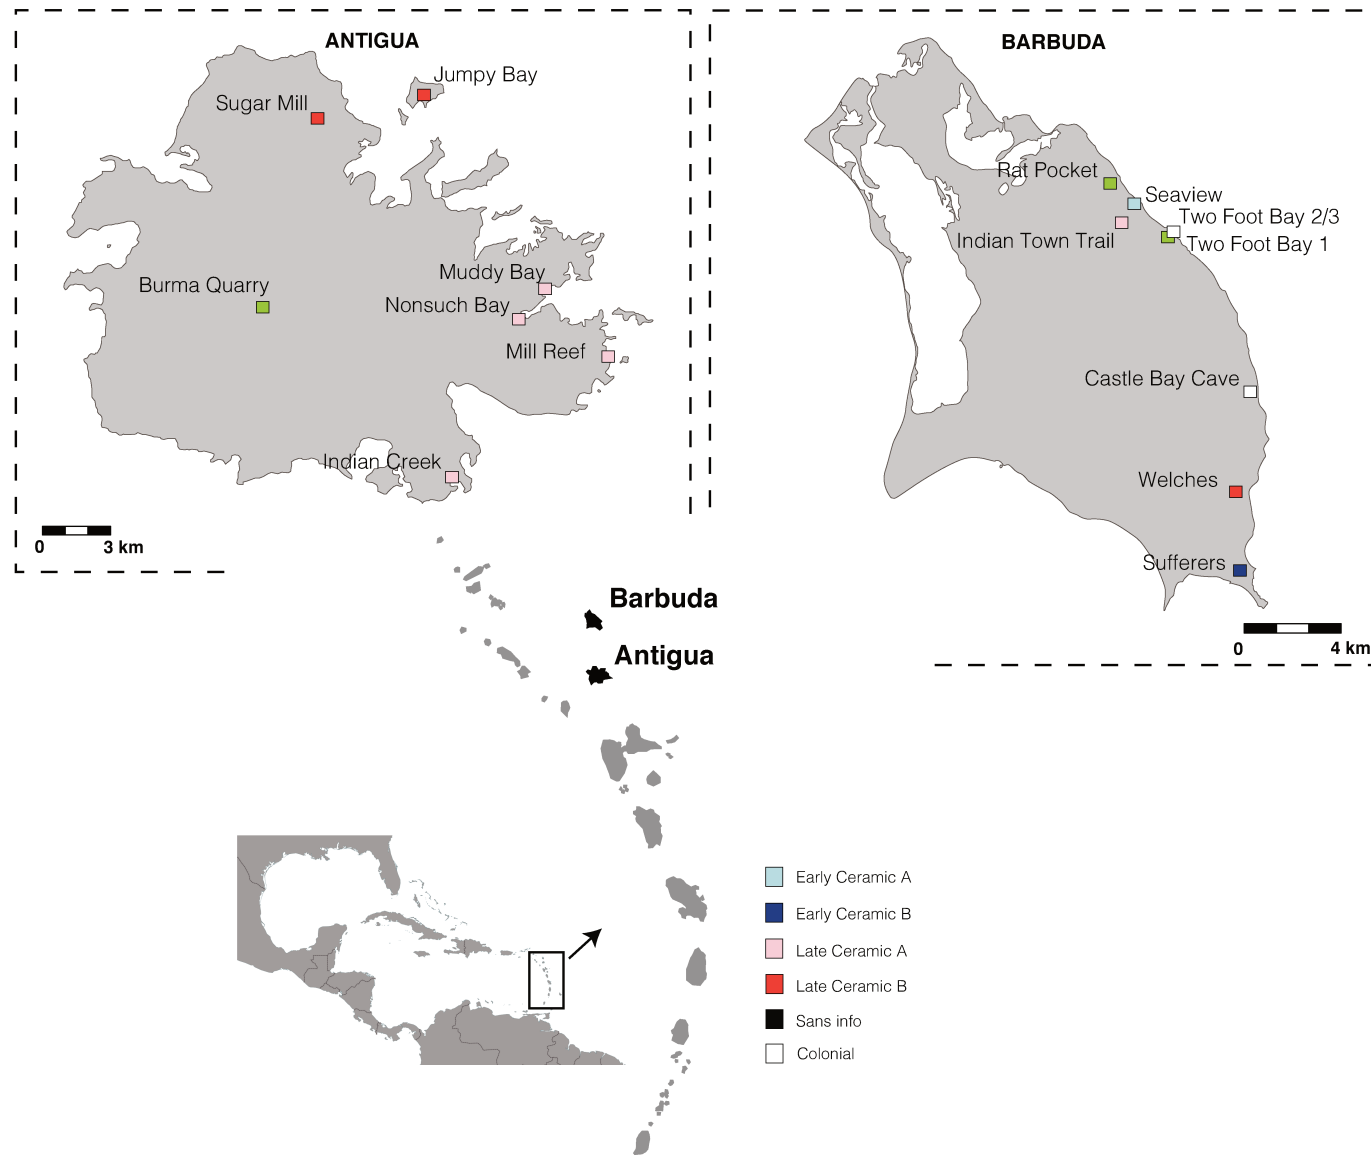 ANTIGUA
Jumpy Bay
Sugar Mill
Muddy Bay
Burma Quarry
Nonsuch Bay
Mill Reef
Indian Creek
0 3 km
BARBUDA
Rat Pocket
Seaview
Two Foot Bay 2/3
Indian Town Trail
Two Foot Bay 1
Castle Bay Cave
Welches
Sufferers
0 4 km
Barbuda
Antigua
Early Ceramic A
Early Ceramic B
Late Ceramic A
Late Ceramic B
Sans info
Colonial